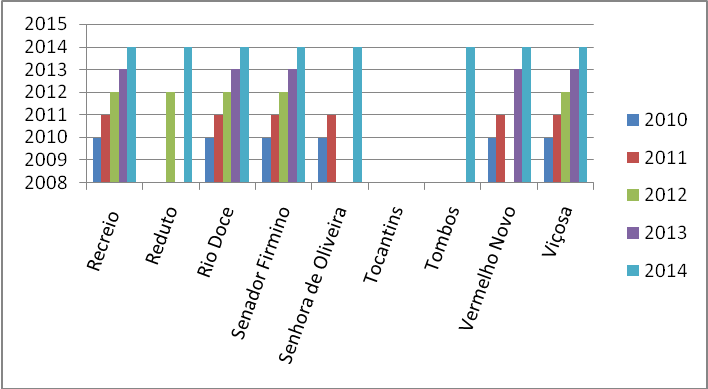 2015
2014
2013
2012
2011
2010
2009
2008
Recreio
Reduto
Rio Doce
Senador Firmino
Senhora de Oliveira
Tocantins
Tombos
Vermelho Novo
Viçosa
2010
2011
2012
2013
2014